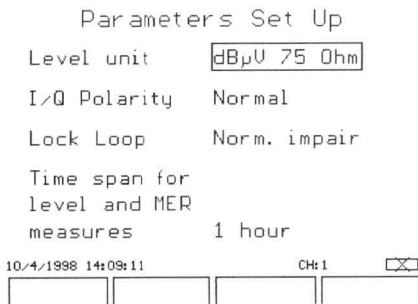 Parameters Set Up
Level unit dBµV 75 Ohm
I/Q Polarity Normal
Lock Loop Norm. impair
Time span for
level and MER
measures 1 hour
10/4/1998 14:09:11 CH:1